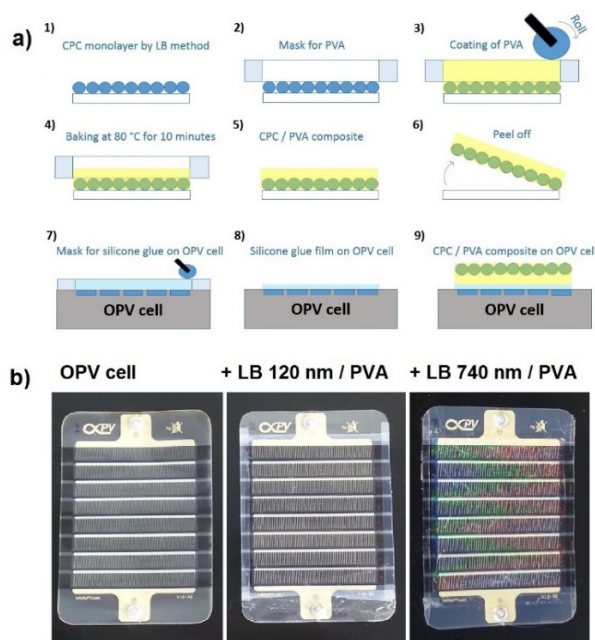 a)
1)
CPC monolayer by LB method
2)
Mask for PVA
3)
Roll
Coating of PVA
4)
Baking at 80 °C for 10 minutes
5)
CPC / PVA composite
6)
Peel off
7)
Mask for silicone glue on OPV cell
OPV cell
8)
Silicone glue film on OPV cell
OPV cell
9)
CPC / PVA composite on OPV cell
OPV cell
b)
OPV cell
+ LB 120 nm / PVA
+ LB 740 nm / PVA